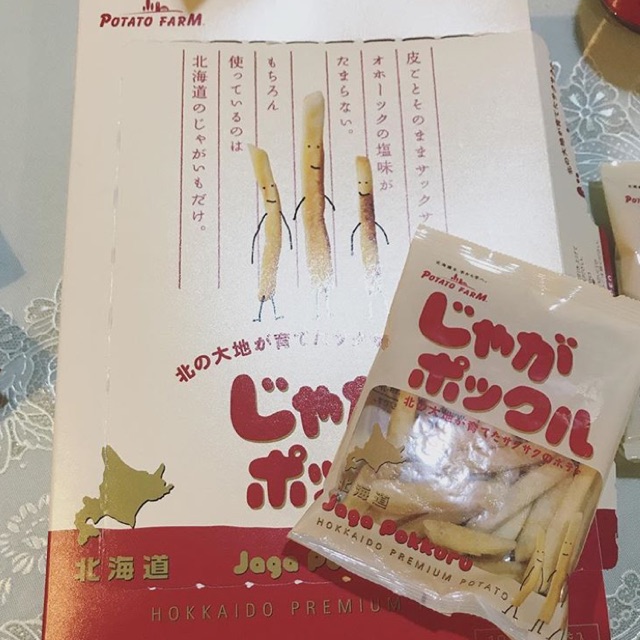 POTATO FARM
皮ごとそのままサックサ
オホーツクの塩味が
たまらない。
もちろん
使っているのは
北海道のじゃがいもだけ。
北の大地が育てた
じゃが
ポッ
北海道
Jaga Po
HOKKAIDO PREMIUM
POTATO FARM
じゃが
ポックル
北の大地が育てたサクサクのポテ
北海道
Jaga Pokkuru
HOKKAIDO PREMIUM POTATO